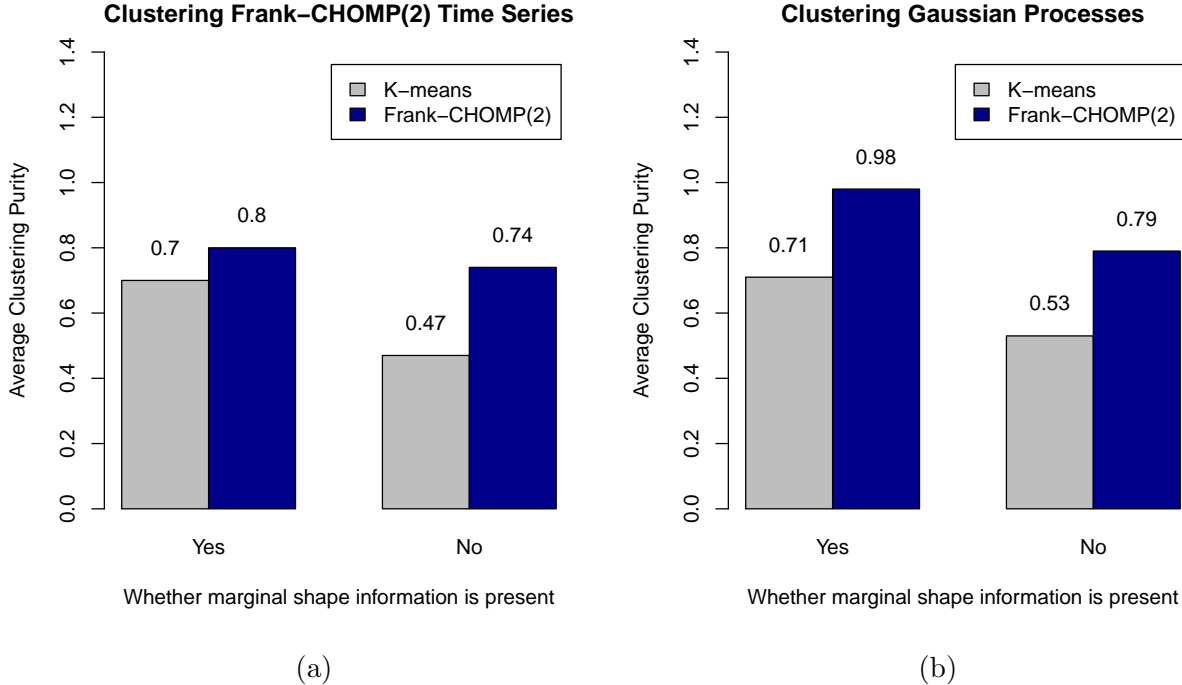 Clustering Frank−CHOMP(2) Time Series
Average Clustering Purity
0.0
0.2
0.4
0.6
0.8
1.0
1.2
1.4
K−means
Frank−CHOMP(2)
0.7
0.8
0.47
0.74
Yes
No
Whether marginal shape information is present
(a)
Clustering Gaussian Processes
Average Clustering Purity
0.0
0.2
0.4
0.6
0.8
1.0
1.2
1.4
K−means
Frank−CHOMP(2)
0.71
0.98
0.53
0.79
Yes
No
Whether marginal shape information is present
(b)